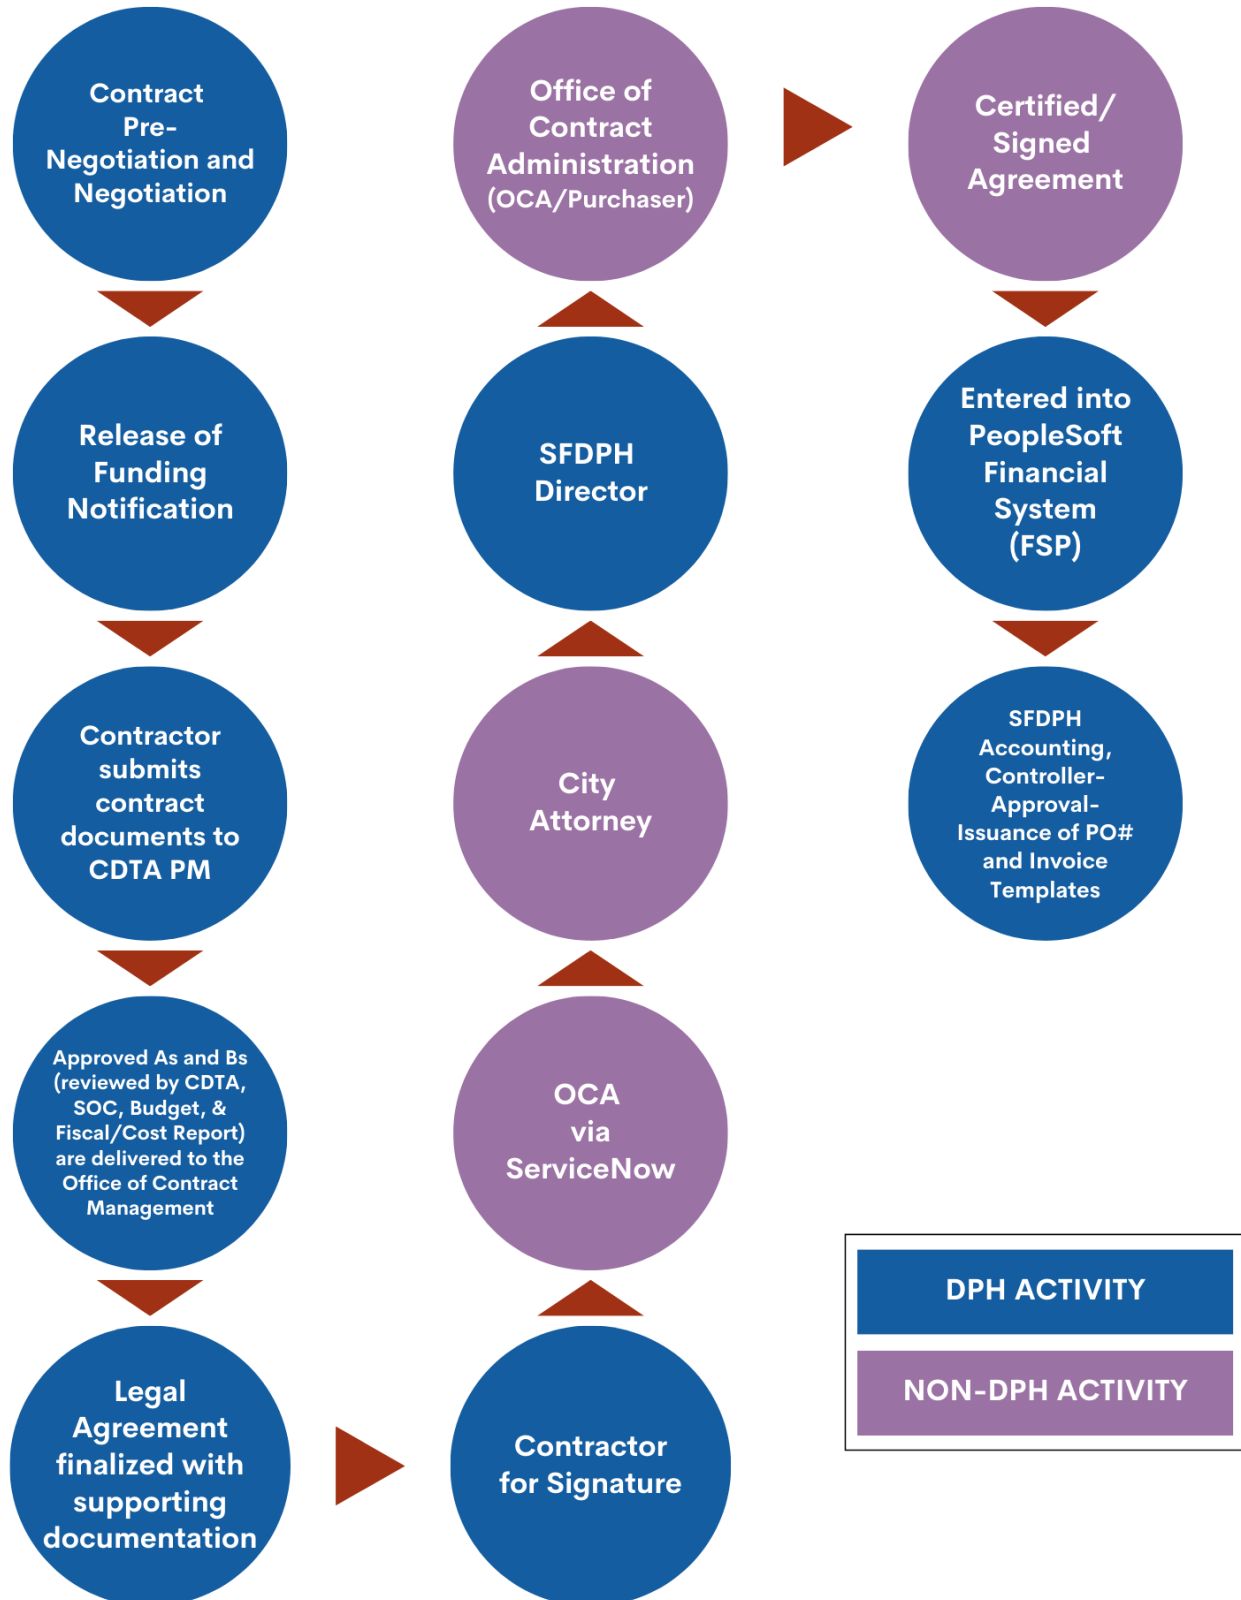 Contract
Pre-
Negotiation and
Negotiation
Release of
Funding
Notification
Contractor
submits
contract
documents to
CDTA PM
Approved As and Bs
(reviewed by CDTA,
SOC, Budget, &
Fiscal/Cost Report)
are delivered to the
Office of Contract
Management
Legal
Agreement
finalized with
supporting
documentation
Contractor
for Signature
OCA
via
ServiceNow
City
Attorney
SFDPH
Director
Office of
Contract
Administration
(OCA/Purchaser)
Certified/
Signed
Agreement
Entered into
PeopleSoft
Financial
System
(FSP)
SFDPH
Accounting,
Controller-
Approval-
Issuance of PO#
and Invoice
Templates
DPH ACTIVITY
NON-DPH ACTIVITY